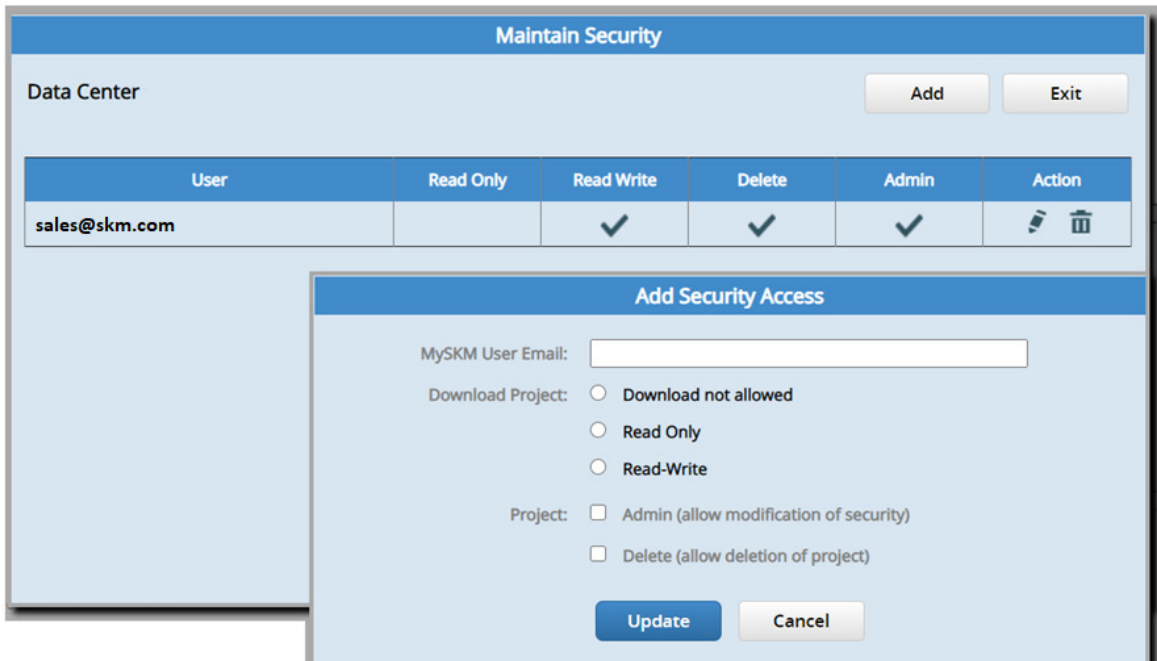 Maintain Security
Data Center
Add Exit
User Read Only Read Write Delete Admin Action
sales@skm.com
Add Security Access
MySKM User Email:
Download Project: Download not allowed
Read Only
Read-Write
Project: Admin (allow modification of security)
Delete (allow deletion of project)
Update Cancel